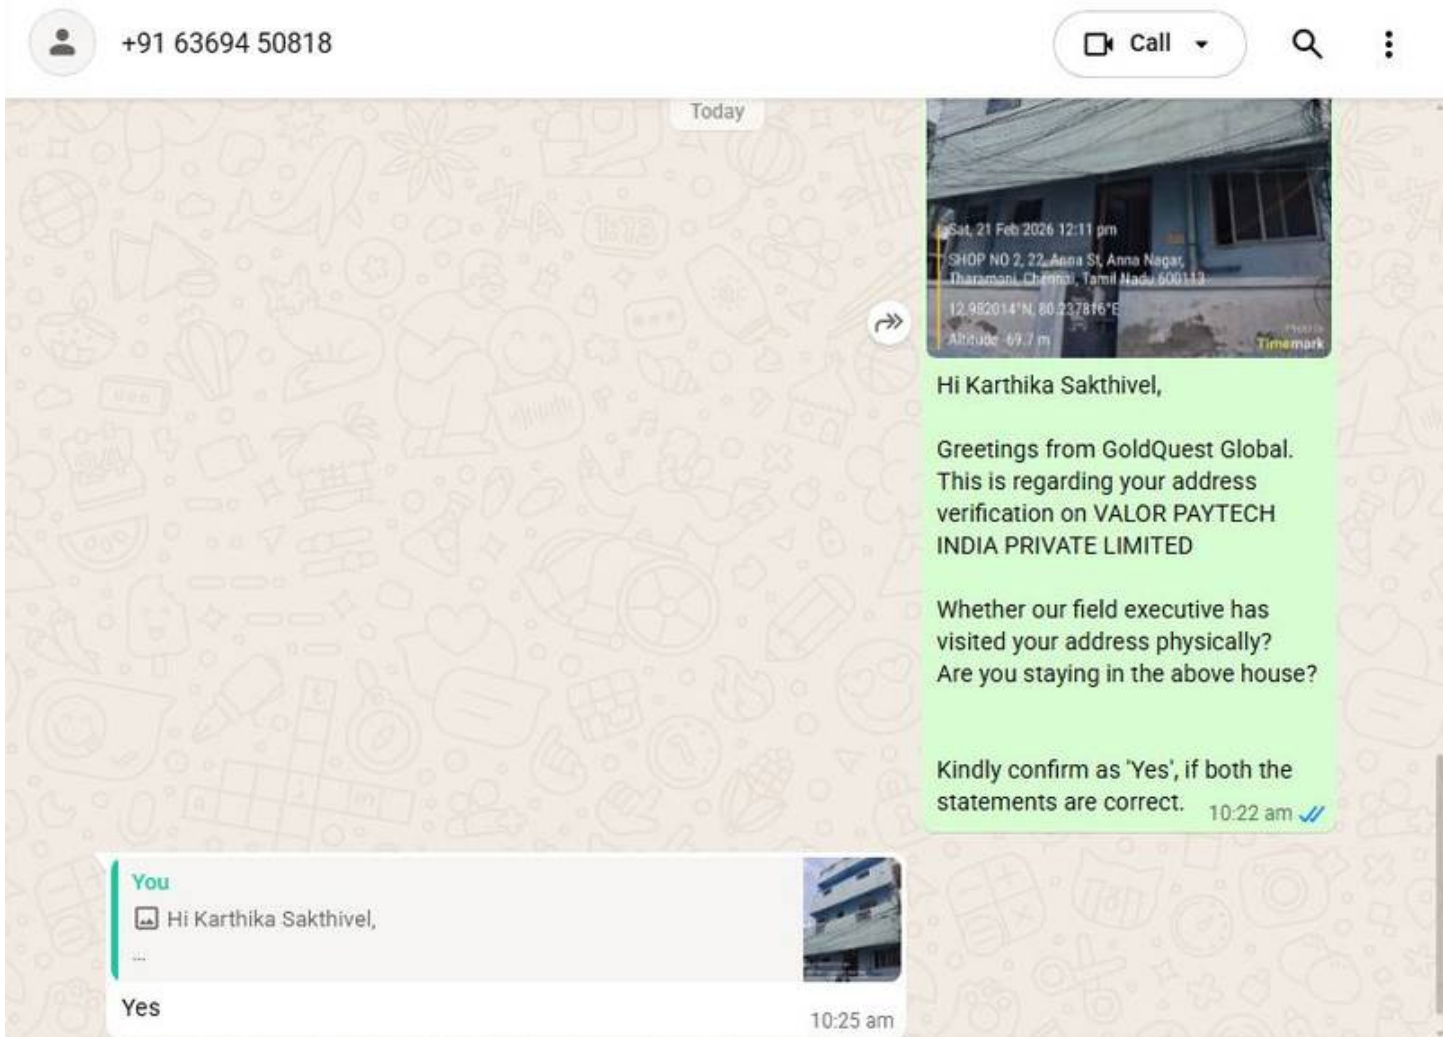 +91 63694 50818
Call
Today
Sat, 21 Feb 2026 12:11 pm
SHOP NO 2, 22, Anna St, Anna Nagar,
Tharamani, Chennai, Tamil Nadu 600113
12.982014°N, 80.237816°E
Altitude -69.7 m
Timemark
Hi Karthika Sakthivel,
Greetings from GoldQuest Global.
This is regarding your address
verification on VALOR PAYTECH
INDIA PRIVATE LIMITED
Whether our field executive has
visited your address physically?
Are you staying in the above house?
Kindly confirm as 'Yes', if both the
statements are correct.
10:22 am
You
Hi Karthika Sakthivel,
...
Yes
10:25 am